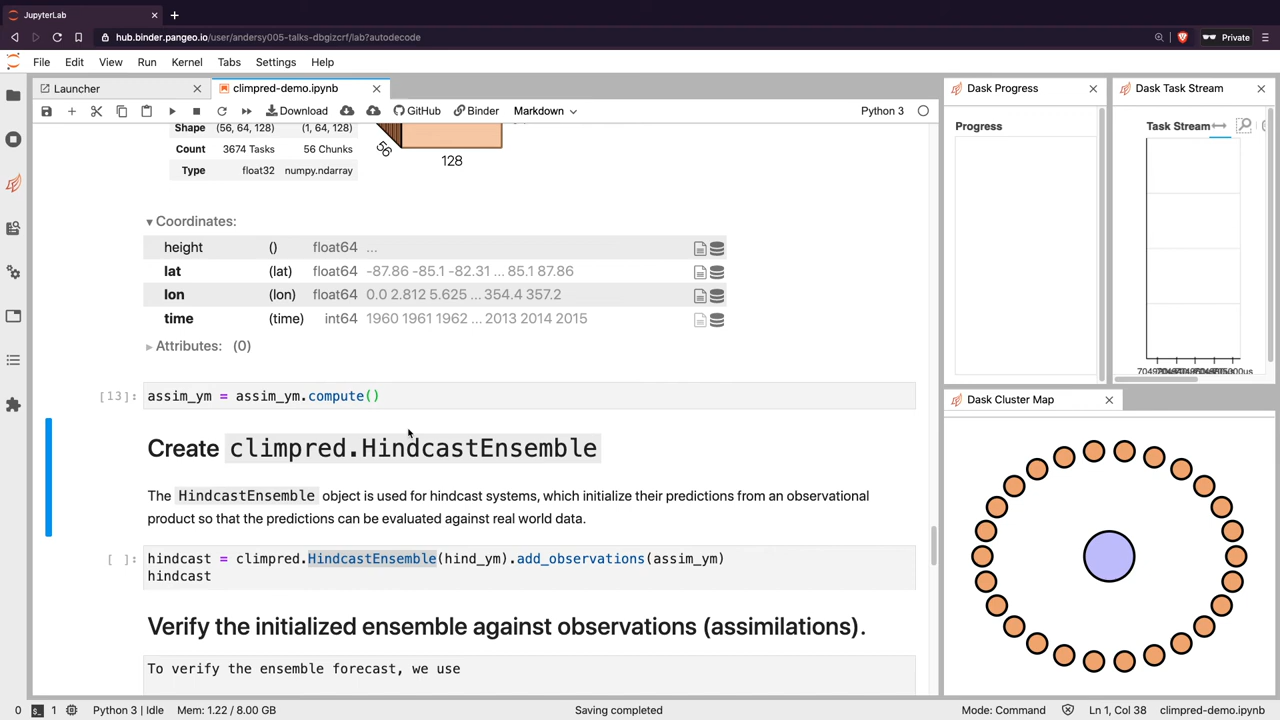 JupyterLab
hub.binder.pangeo.io/user/andersy005-talks-dbgizcrf/lab?autodecode
Private
File Edit View Run Kernel Tabs Settings Help
Launcher
climpred-demo.ipynb
Download GitHub Binder Markdown Python 3
Shape (56, 64, 128) (1, 64, 128)
Count 3674 Tasks 56 Chunks
Type float32 numpy.ndarray
56
128
Coordinates:
height () float64 ...
lat (lat) float64 -87.86 -85.1 -82.31 ... 85.1 87.86
lon (lon) float64 0.0 2.812 5.625 ... 354.4 357.2
time (time) int64 1960 1961 1962 ... 2013 2014 2015
Attributes: (0)
[13]: assim_ym = assim_ym.compute()
Create climpred.HindcastEnsemble
The HindcastEnsemble object is used for hindcast systems, which initialize their predictions from an observational
product so that the predictions can be evaluated against real world data.
[ ]: hindcast = climpred.HindcastEnsemble(hind_ym).add_observations(assim_ym)
hindcast
Verify the initialized ensemble against observations (assimilations).
To verify the ensemble forecast, we use
Dask Progress
Progress
Dask Task Stream
Task Stream
Dask Cluster Map
0 1 Python 3 | Idle Mem: 1.22 / 8.00 GB Saving completed Mode: Command Ln 1, Col 38 climpred-demo.ipynb